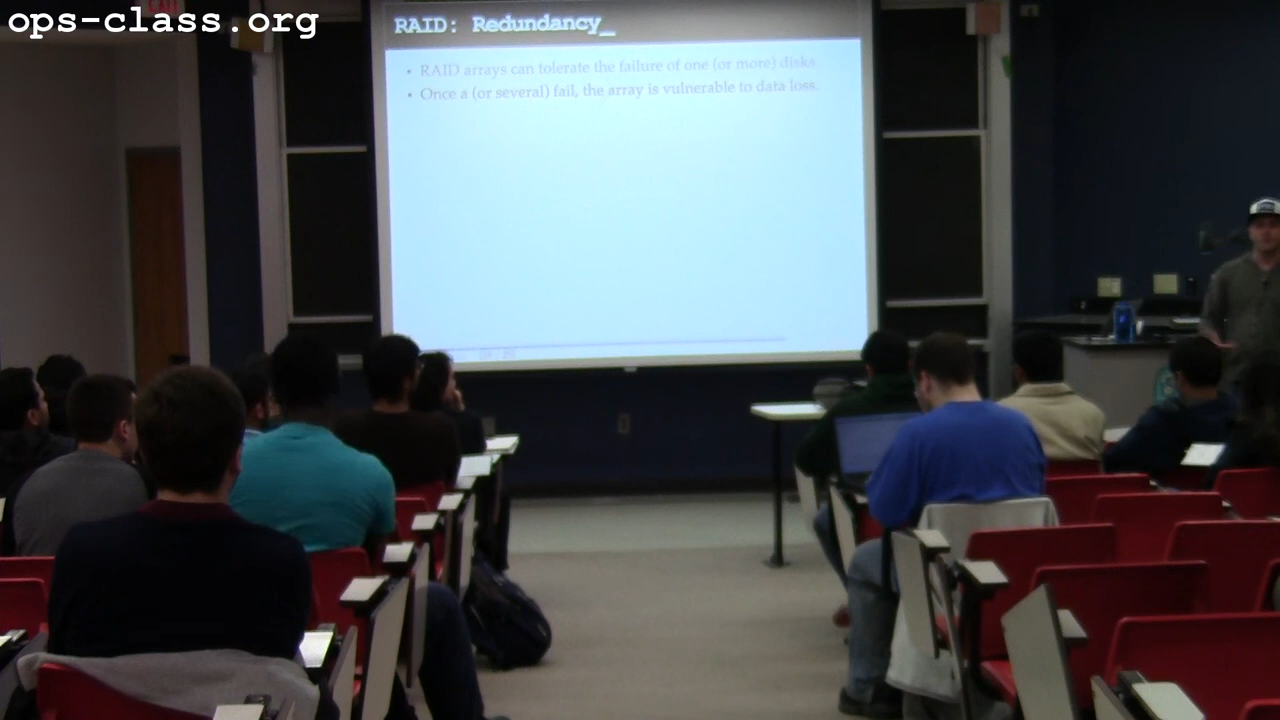 ops-class.org
RAID: Redundancy_
• RAID arrays can tolerate the failure of one (or more) disks.
• Once a (or several) fail, the array is vulnerable to data loss.